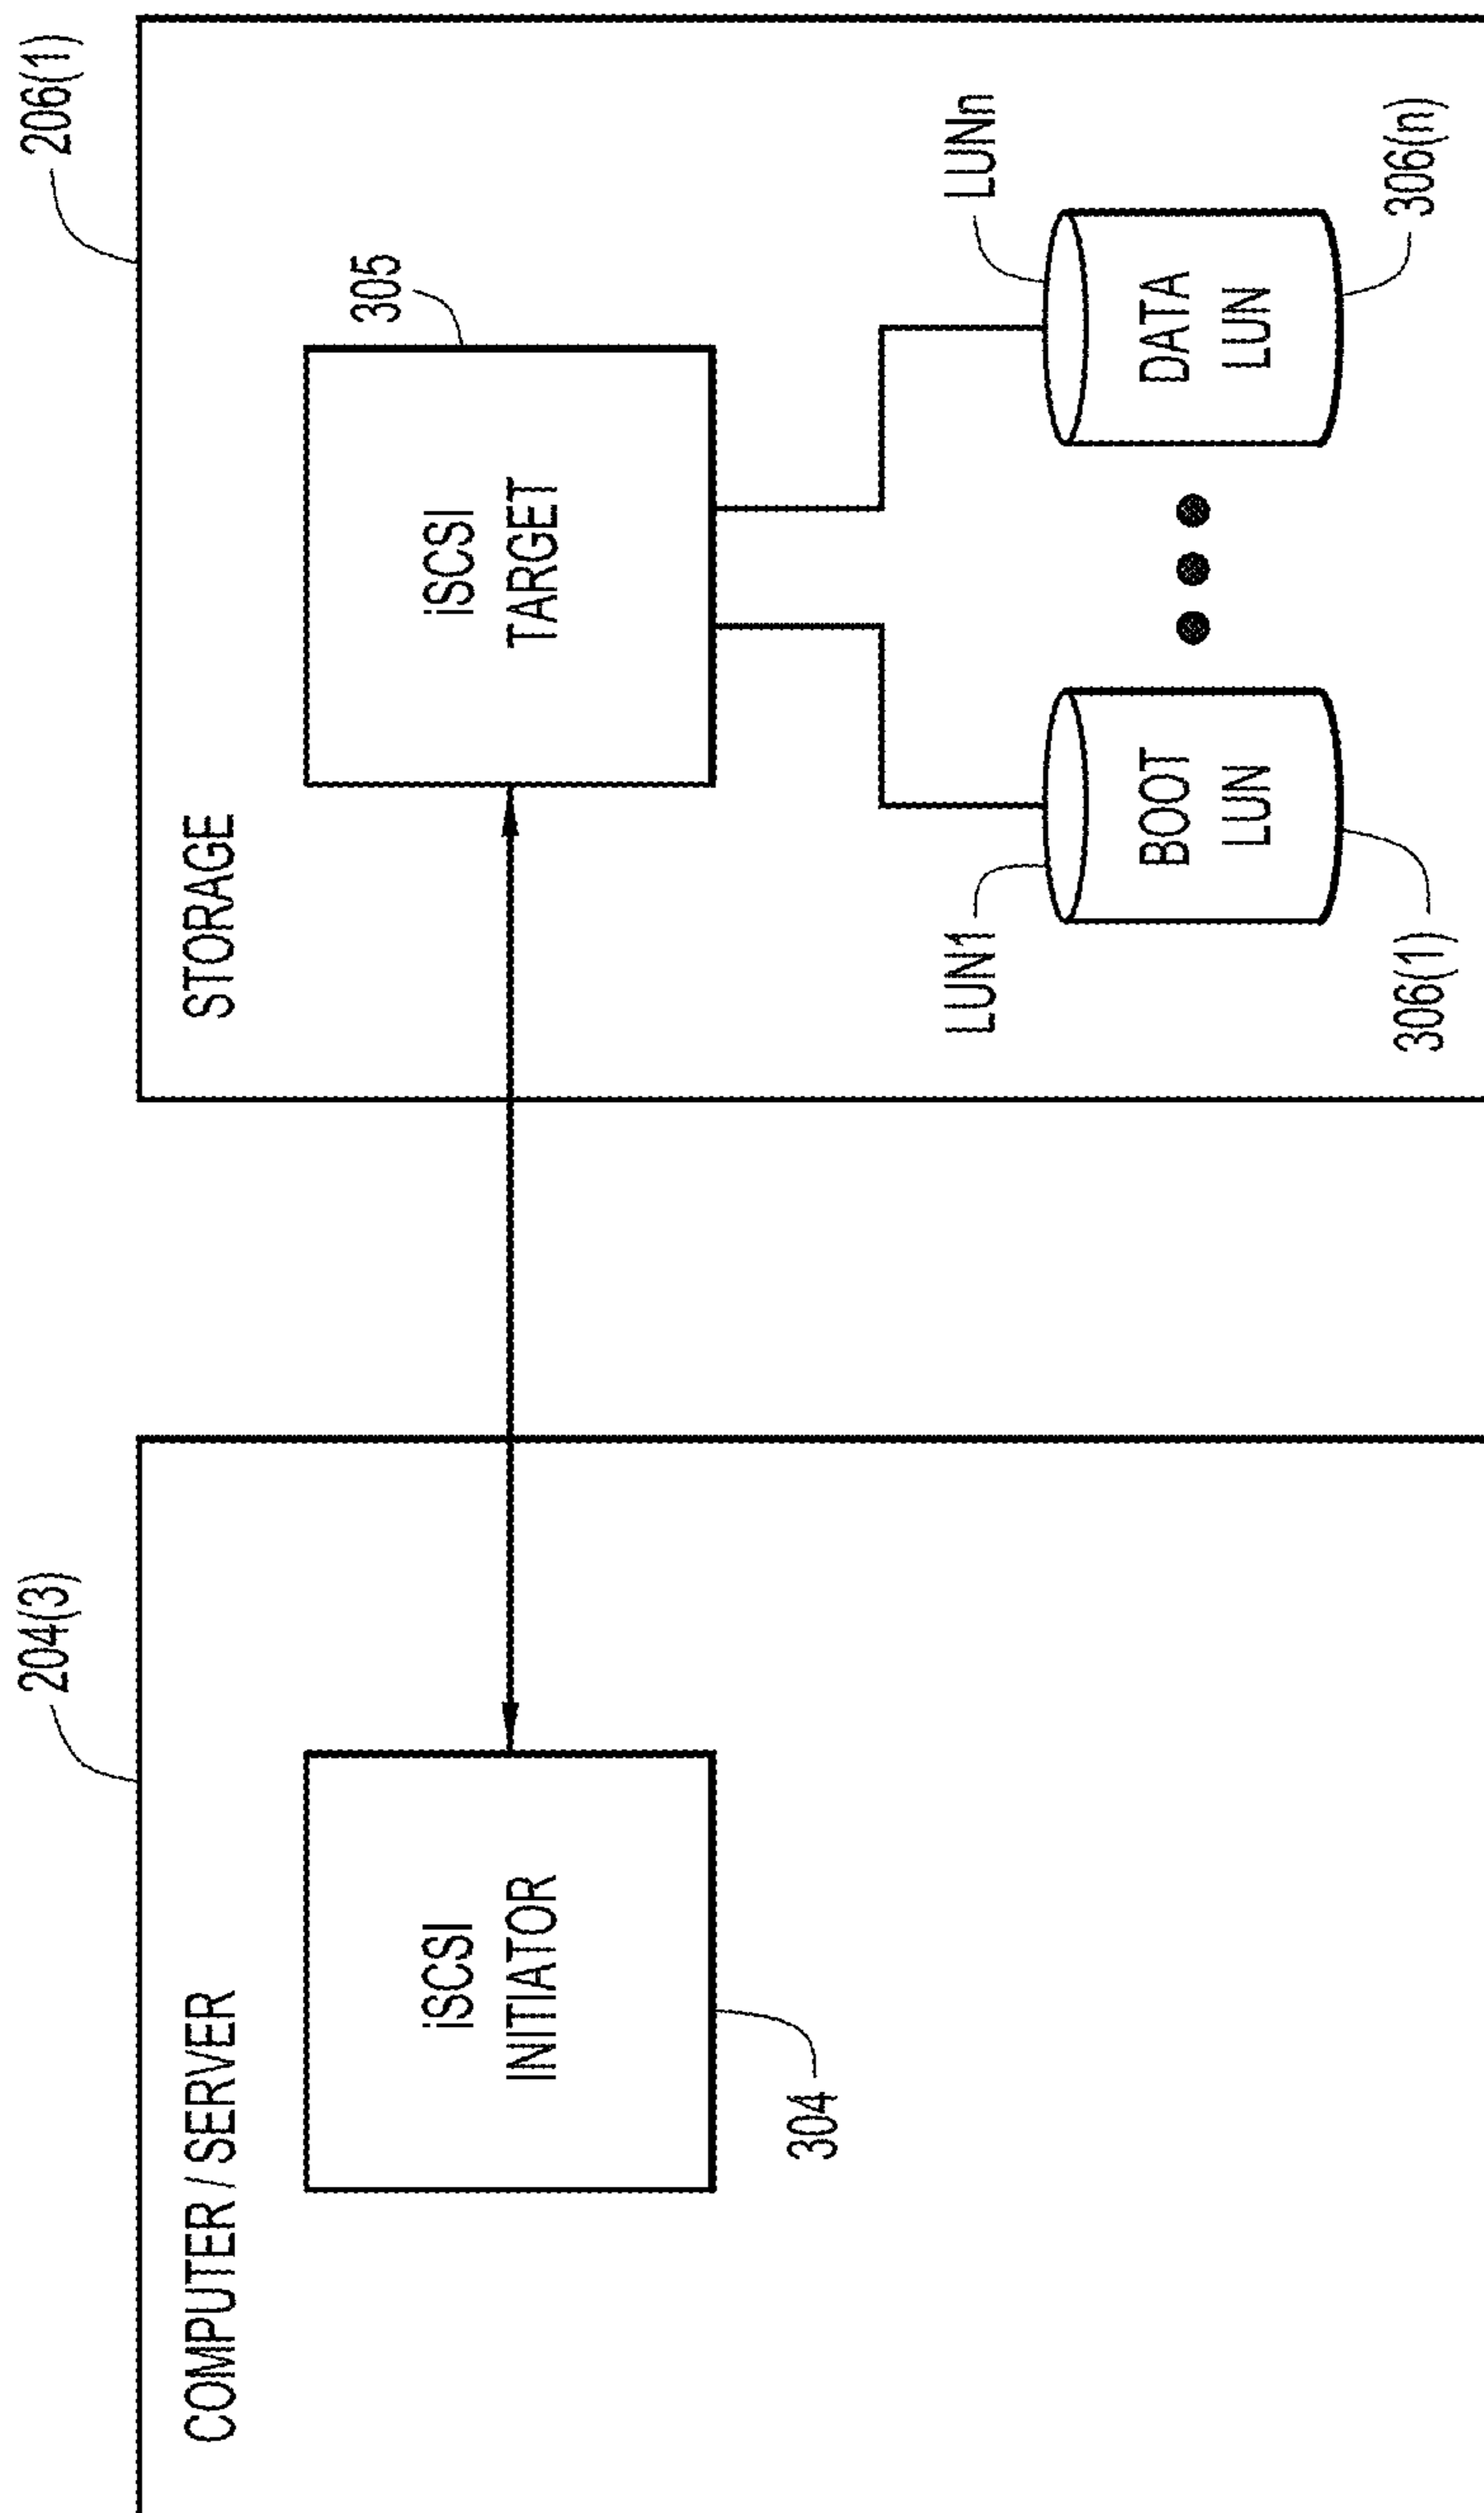 204(3)
COMPUTER / SERVER
iSCSI
INITIATOR
304
206(1)
STORAGE
305
iSCSI
TARGET
LUN1
BOOT
LUN
306(1)
LUNn
DATA
LUN
306(n)